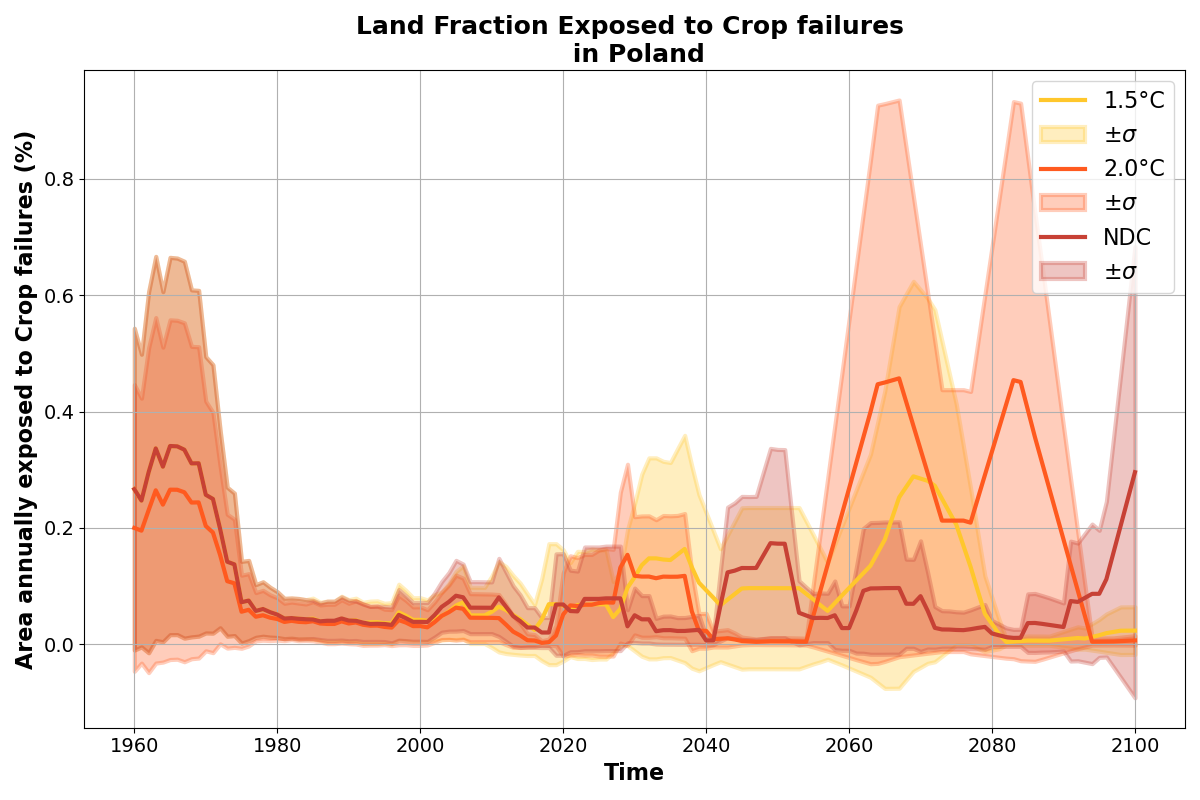 Land Fraction Exposed to Crop failures
in Poland
Area annually exposed to Crop failures (%)
0.8
0.6
0.4
0.2
0.0
1960
1980
2000
2020
2040
2060
2080
2100
Time
1.5°C
±σ
2.0°C
±σ
NDC
±σ